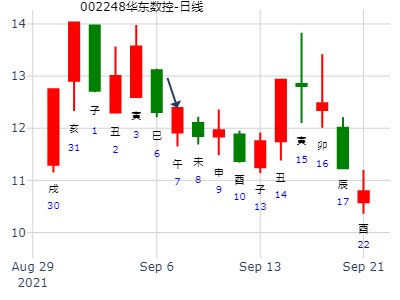 002248华东数控-日线
14
13
12
11
10
戌
30
亥
31
子
1
丑
2
寅
3
巳
6
午
7
未
8
申
9
酉
10
子
13
丑
14
寅
15
卯
16
辰
17
酉
22
Aug 29
2021
Sep 6
Sep 13
Sep 21